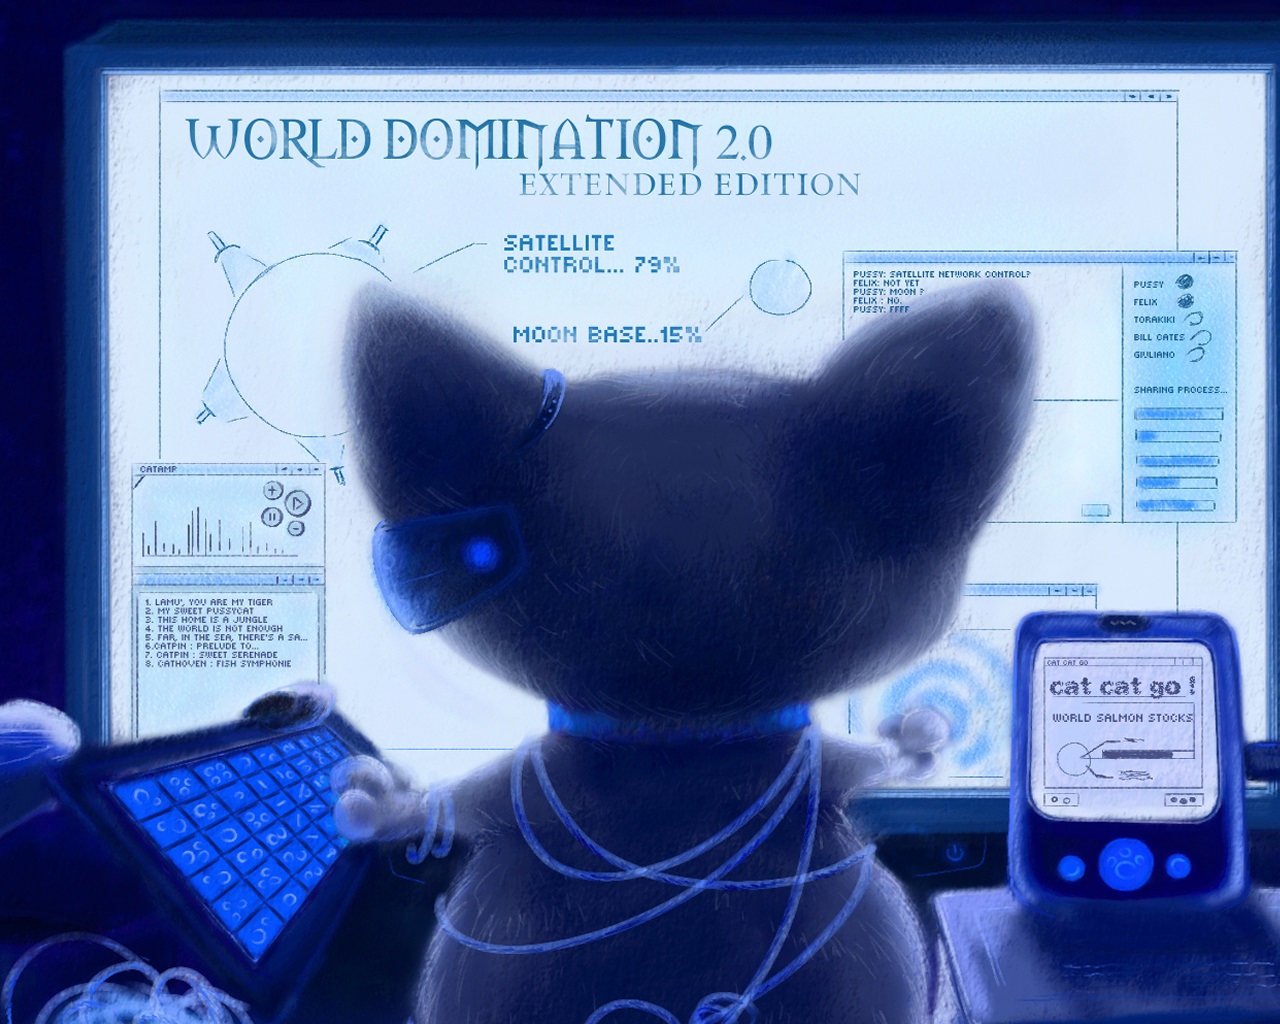 WORLD DOMINATION 2.0
EXTENDED EDITION
SATELLITE
CONTROL... 79%
MOON BASE..15%
PUSSY: SATELLITE NETWORK CONTROL?
FELIX: NOT YET
PUSSY: MOON ?
FELIX : NO.
PUSSY: FFFF
PUSSY
FELIX
TORAKIKI
BILL CATES
GIULIANO
SHARING PROCESS...
CATAMP
1. LAMU', YOU ARE MY TIGER
2. MY SWEET PUSSYCAT
3. THIS HOME IS A JUNGLE
4. THE WORLD IS NOT ENOUGH
5. FAR, IN THE SEA, THERE'S A SA...
6.CATPIN : PRELUDE TO...
7. CATPIN : SWEET SERENADE
8. CATHOVEN : FISH SYMPHONIE
CAT CAT GO
cat cat go !
WORLD SALMON STOCKS